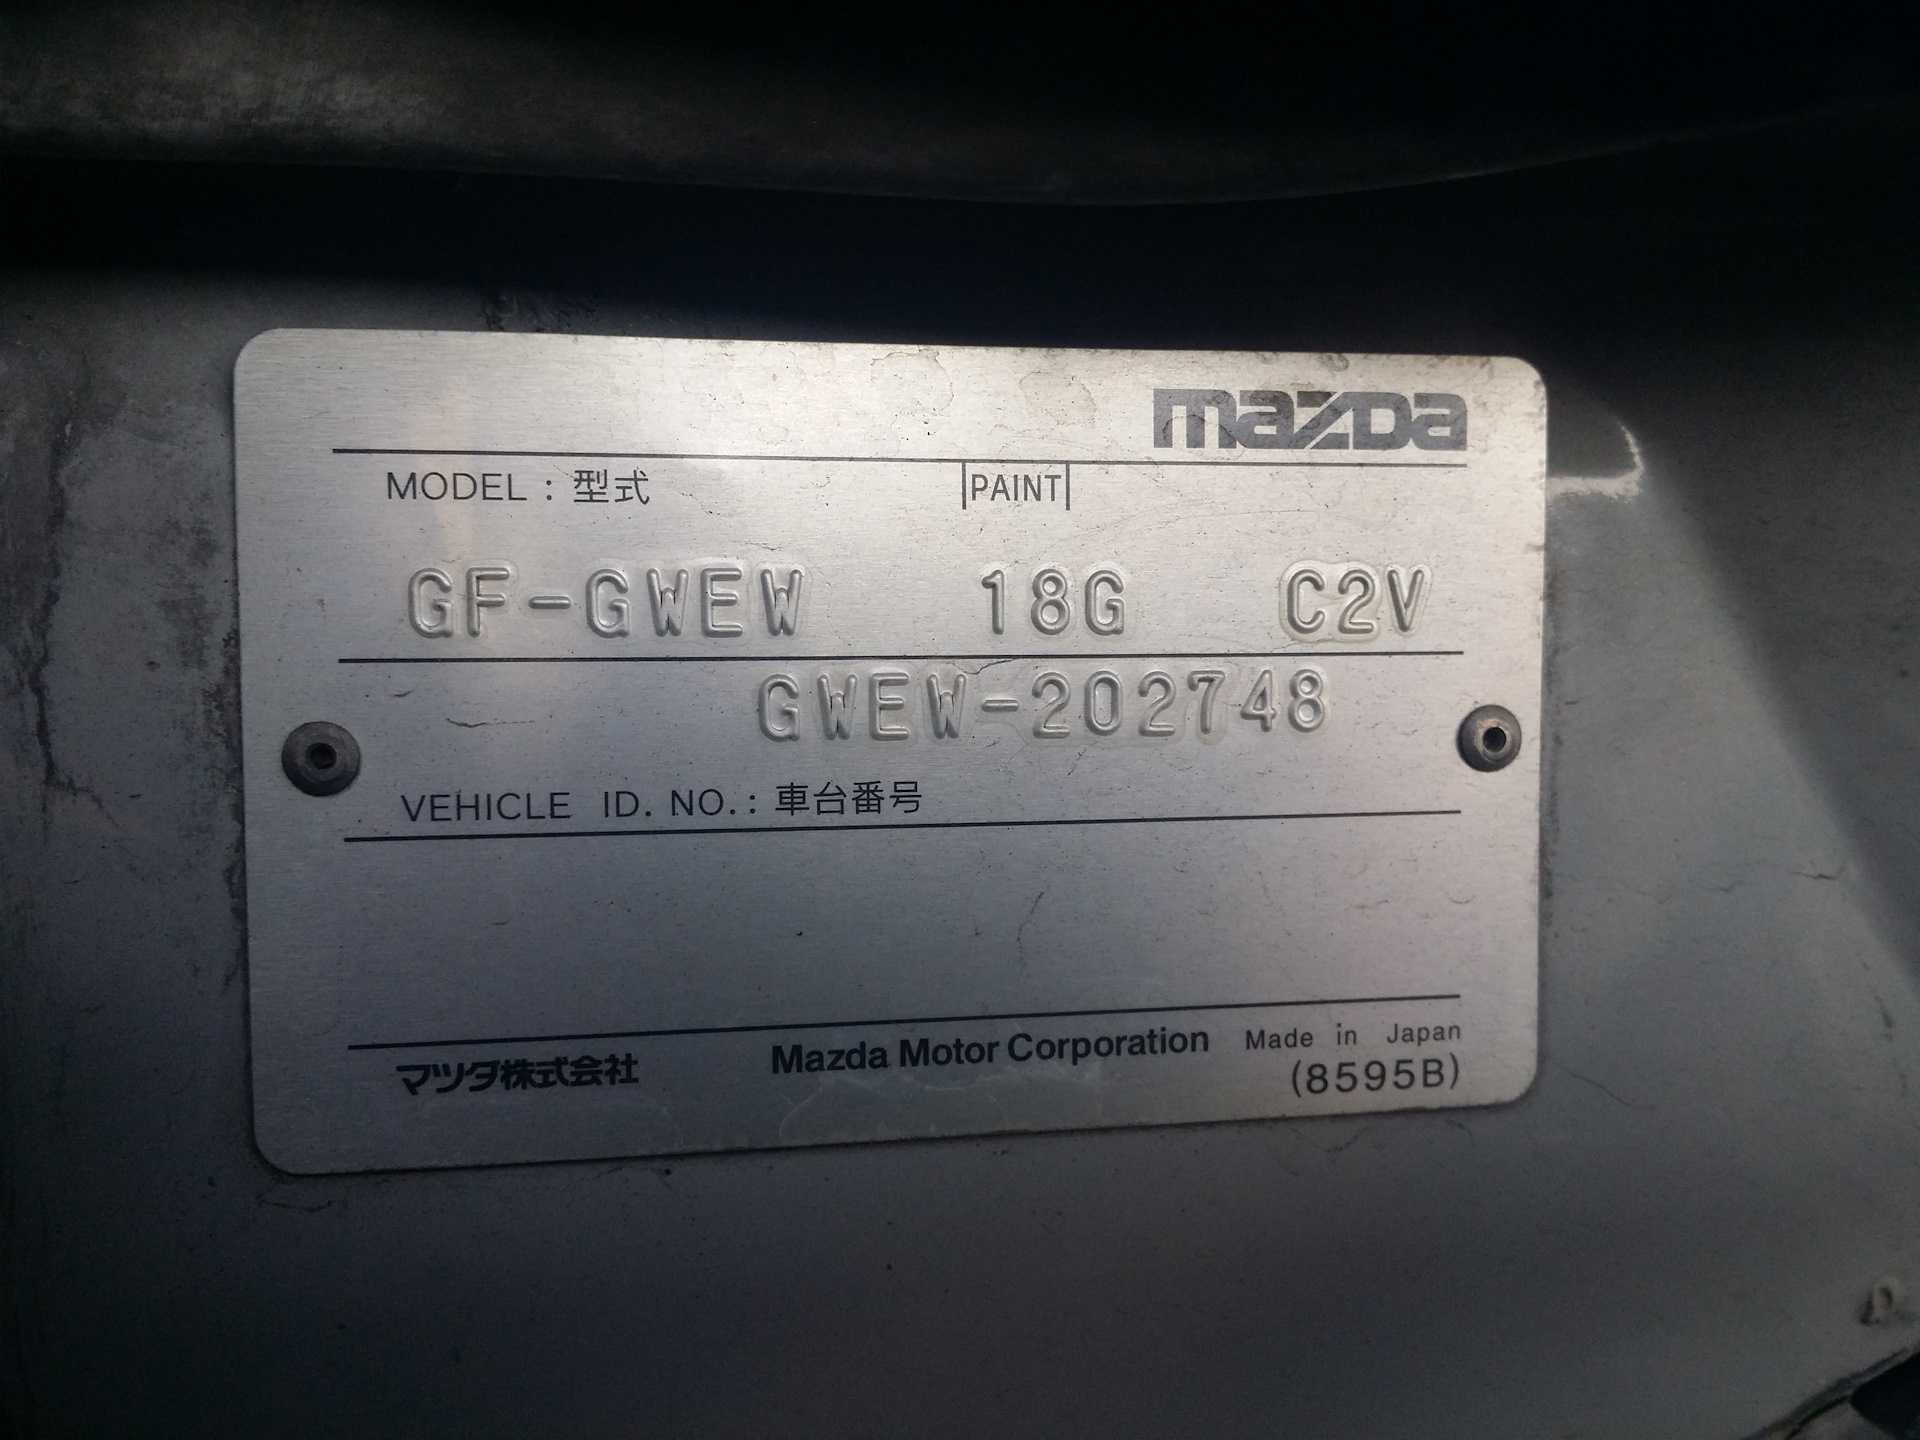 mazda
MODEL : 型式 PAINT
GF-GWEW 18G C2V
GWEW-202748
VEHICLE ID. NO. : 車台番号
マツダ株式会社 Mazda Motor Corporation Made in Japan
(8595B)